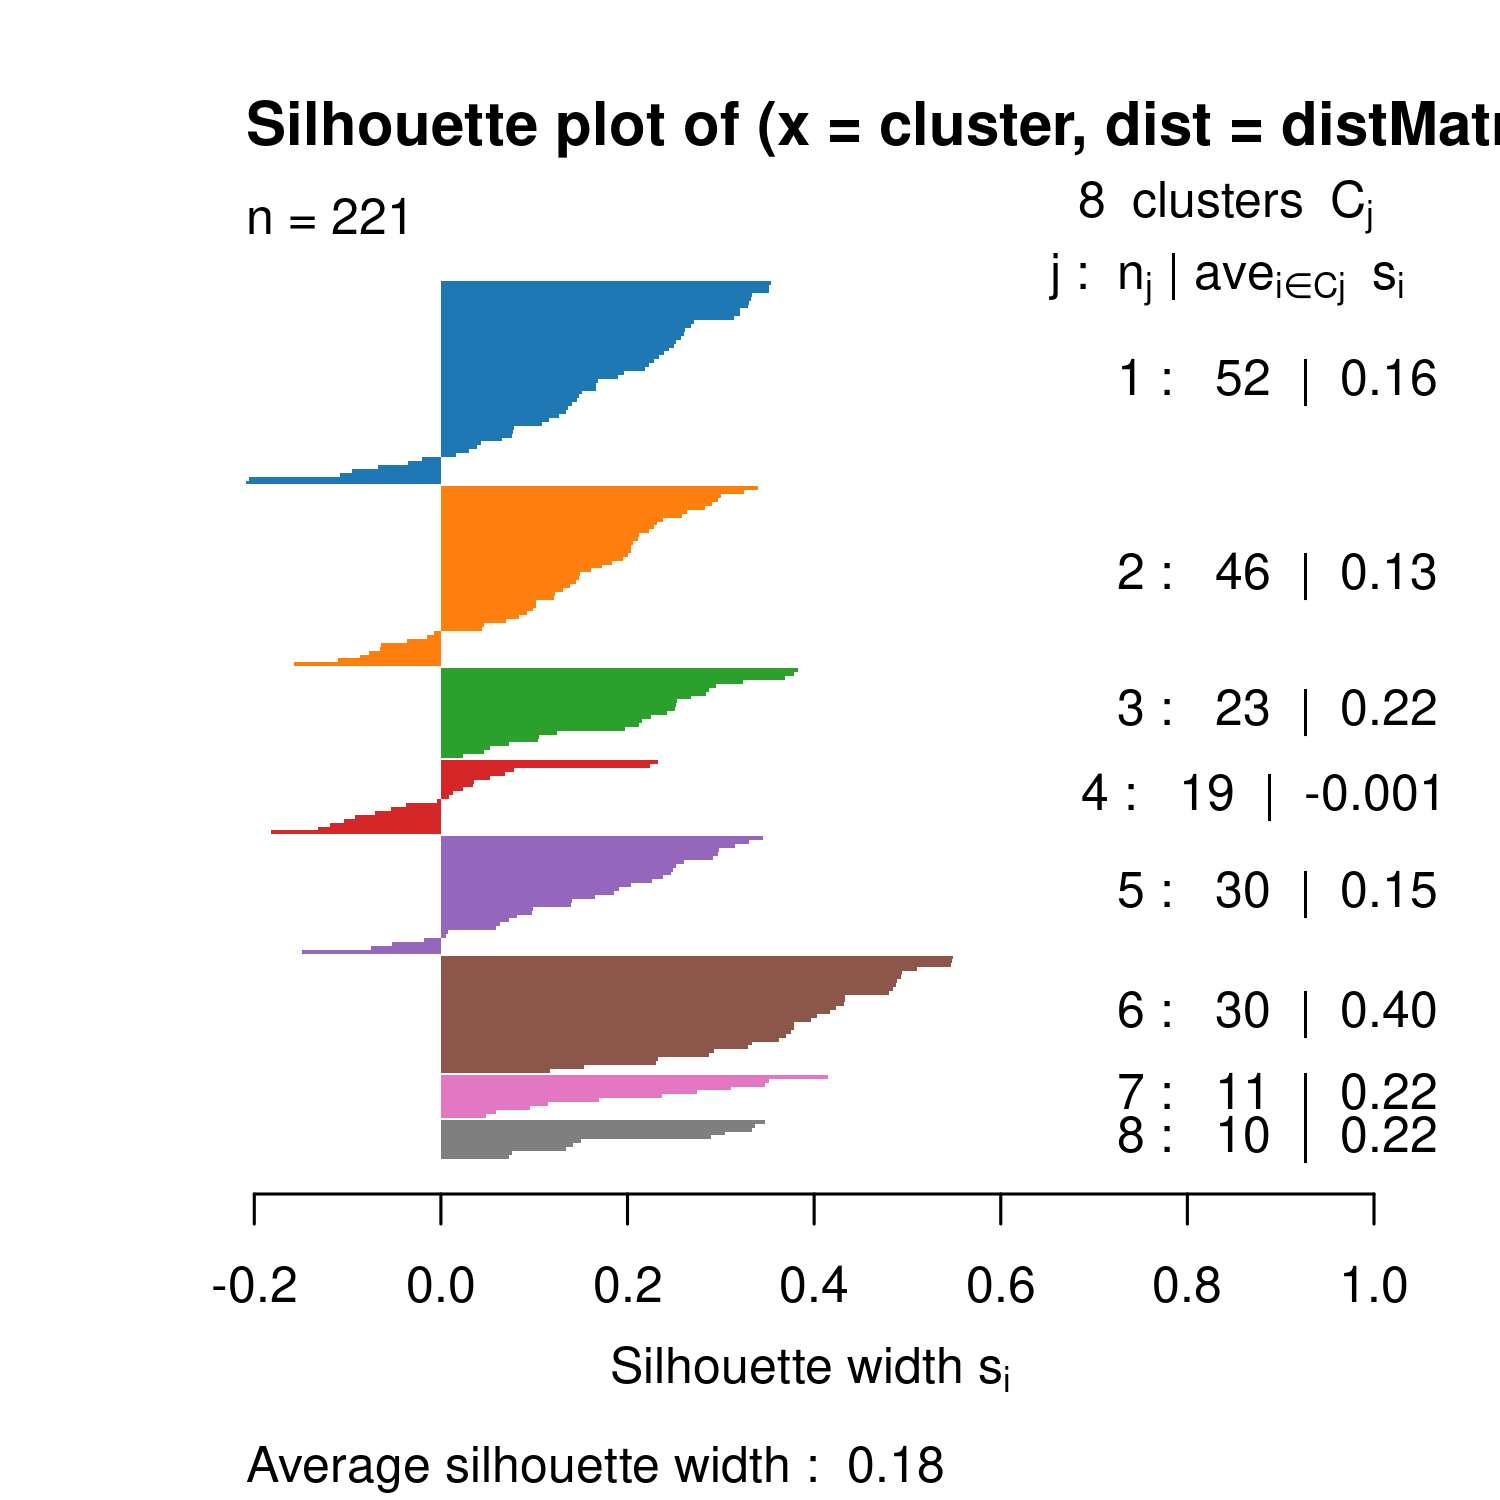 Silhouette plot of (x = cluster, dist = distMatr
n = 221
8 clusters Cj
j : nj | avei∈Cj si
1 : 52 | 0.16
2 : 46 | 0.13
3 : 23 | 0.22
4 : 19 | -0.001
5 : 30 | 0.15
6 : 30 | 0.40
7 : 11 | 0.22
8 : 10 | 0.22
-0.2 0.0 0.2 0.4 0.6 0.8 1.0
Silhouette width si
Average silhouette width : 0.18